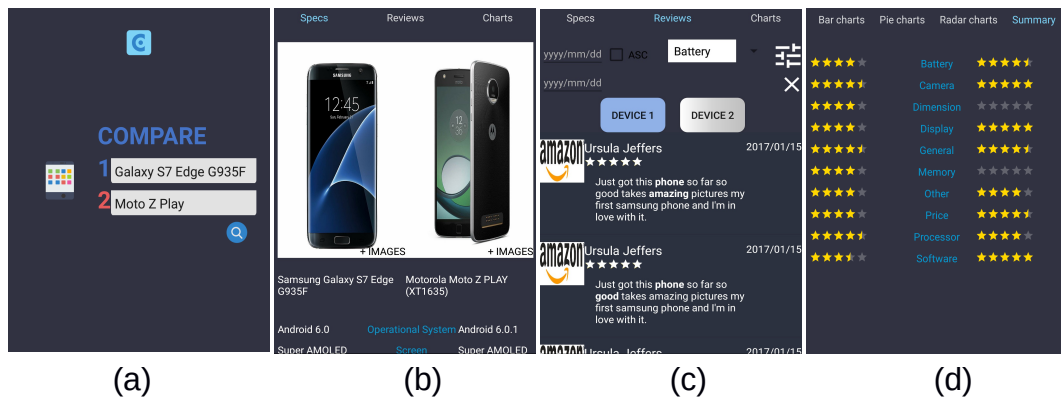 COMPARE
1 Galaxy S7 Edge G935F
2 Moto Z Play
(a)
Specs Reviews Charts
SAMSUNG
12:45
+ IMAGES + IMAGES
Samsung Galaxy S7 Edge G935F
Motorola Moto Z PLAY (XT1635)
Android 6.0 Operational System Android 6.0.1
Super AMOLED Screen Super AMOLED
(b)
Specs Reviews Charts
yyyy/mm/dd ASC Battery
yyyy/mm/dd
DEVICE 1 DEVICE 2
amazon Ursula Jeffers 2017/01/15
Just got this phone so far so
good takes amazing pictures my
first samsung phone and I'm in
love with it.
amazon Ursula Jeffers 2017/01/15
Just got this phone so far so
good takes amazing pictures my
first samsung phone and I'm in
love with it.
amazon Ursula Jeffers 2017/01/15
(c)
Bar charts Pie charts Radar charts Summary
Battery
Camera
Dimension
Display
General
Memory
Other
Price
Processor
Software
(d)